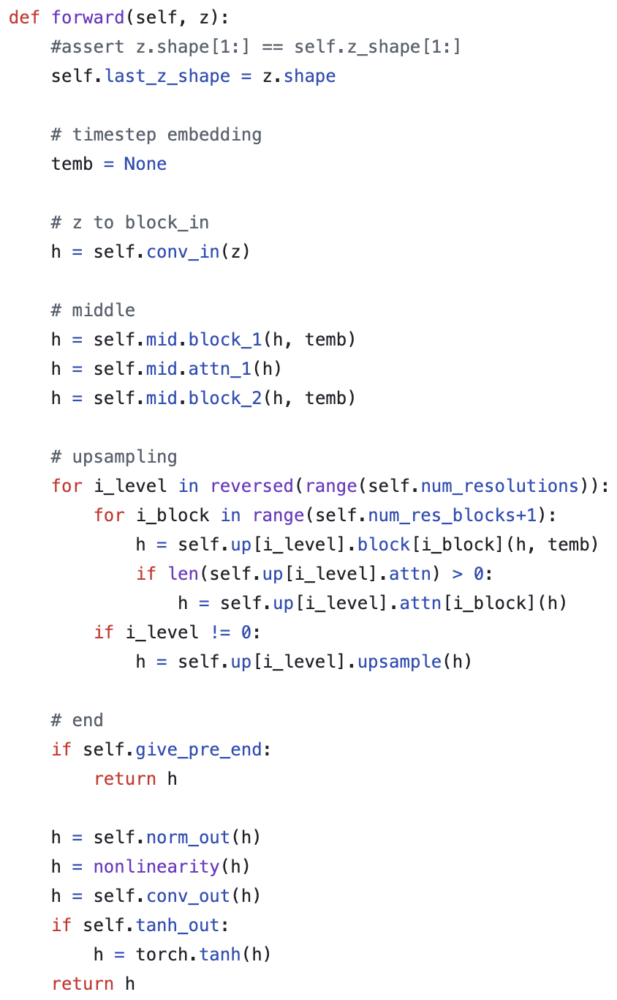 def forward(self, z):
    #assert z.shape[1:] == self.z_shape[1:]
    self.last_z_shape = z.shape

    # timestep embedding
    temb = None

    # z to block_in
    h = self.conv_in(z)

    # middle
    h = self.mid.block_1(h, temb)
    h = self.mid.attn_1(h)
    h = self.mid.block_2(h, temb)

    # upsampling
    for i_level in reversed(range(self.num_resolutions)):
        for i_block in range(self.num_res_blocks+1):
            h = self.up[i_level].block[i_block](h, temb)
            if len(self.up[i_level].attn) > 0:
                h = self.up[i_level].attn[i_block](h)
        if i_level != 0:
            h = self.up[i_level].upsample(h)

    # end
    if self.give_pre_end:
        return h

    h = self.norm_out(h)
    h = nonlinearity(h)
    h = self.conv_out(h)
    if self.tanh_out:
        h = torch.tanh(h)
    return h